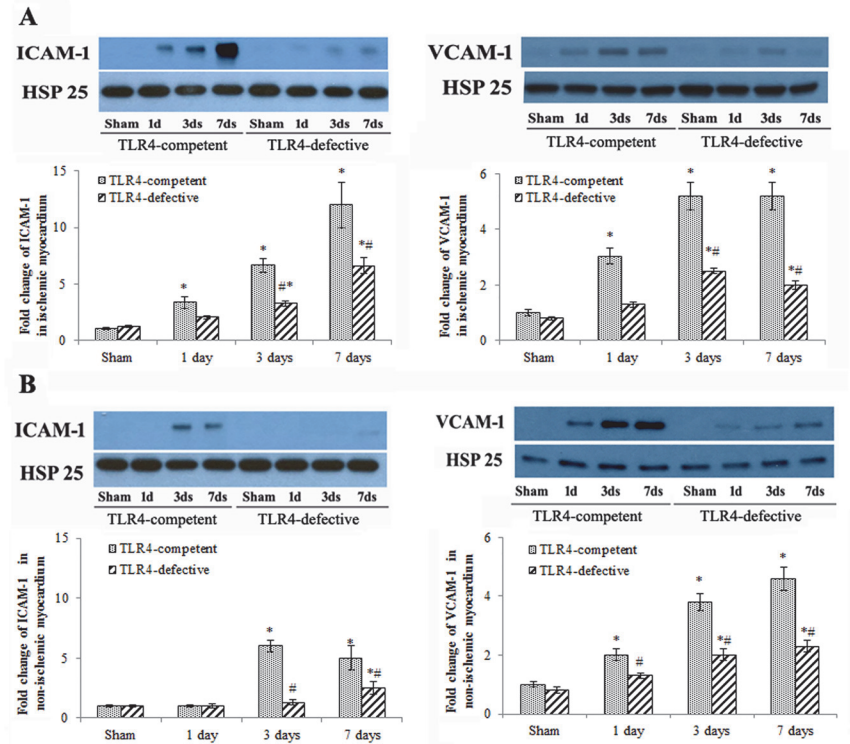 A
ICAM-1
HSP 25
Sham 1d 3ds 7ds Sham 1d 3ds 7ds
TLR4-competent TLR4-defective
VCAM-1
HSP 25
Sham 1d 3ds 7ds Sham 1d 3ds 7ds
TLR4-competent TLR4-defective
Fold change of ICAM-1
in ischemic myocardium
15
10
5
0
TLR4-competent
TLR4-defective
*
*
#*
*
*#
Sham 1 day 3 days 7 days
Fold change of VCAM-1
in ischemic myocardium
6
4
2
0
TLR4-competent
TLR4-defective
*
*
*#
*
*#
Sham 1 day 3 days 7 days
B
ICAM-1
HSP 25
Sham 1d 3ds 7ds Sham 1d 3ds 7ds
TLR4-competent TLR4-defective
VCAM-1
HSP 25
Sham 1d 3ds 7ds Sham 1d 3ds 7ds
TLR4-competent TLR4-defective
Fold change of ICAM-1 in
non-ischemic myocardium
15
10
5
0
TLR4-competent
TLR4-defective
*
#
*
*#
Sham 1 day 3 days 7 days
Fold change of VCAM-1 in
non-ischemic myocardium
6
4
2
0
TLR4-competent
TLR4-defective
*
#
*
*#
*
*#
Sham 1 day 3 days 7 days